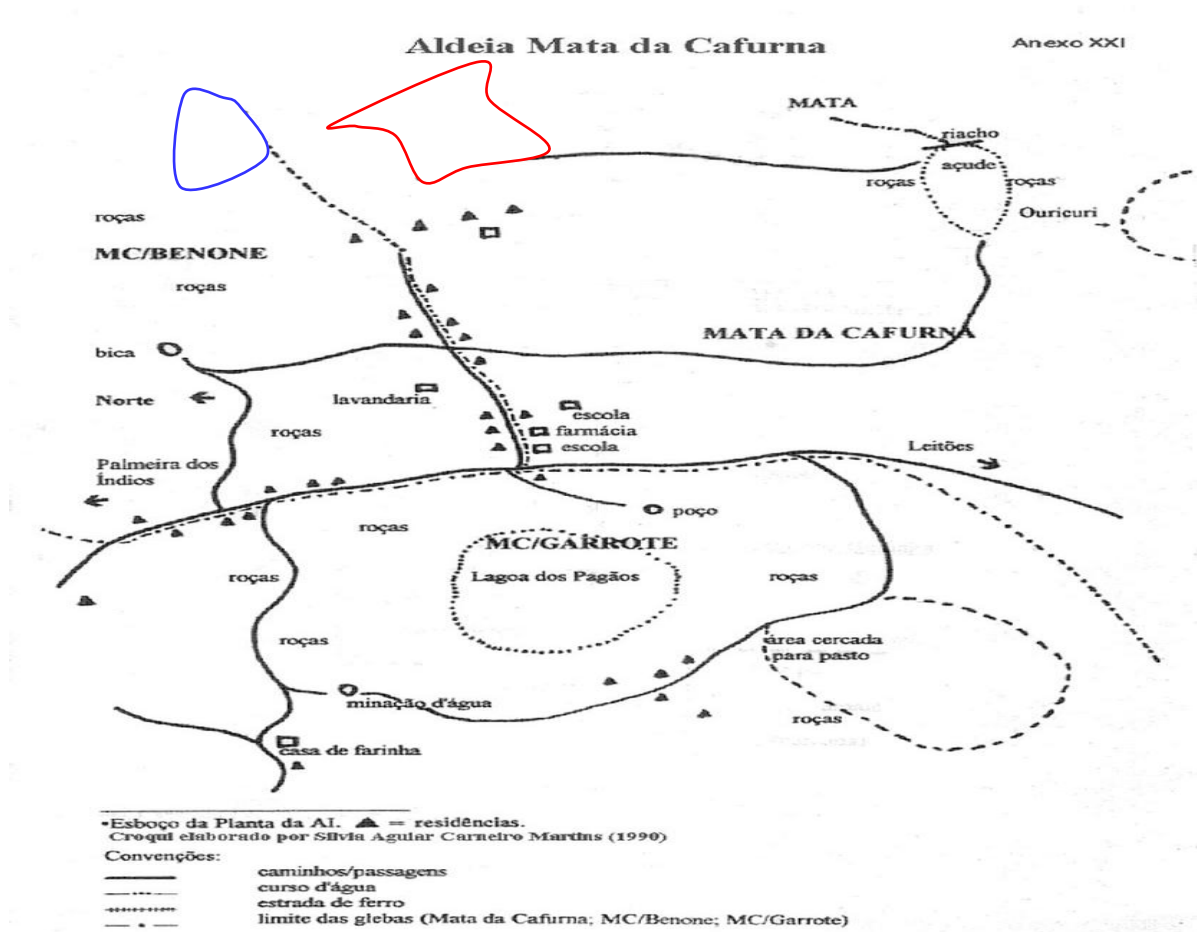 Aldeia Mata da Cafurna
Anexo XXI
MATA
riacho
açude
roças
roças
Ouricuri
roças
MC/BENONE
roças
MATA DA CAFURNA
bica
Norte
lavandaria
escola
farmácia
escola
roças
Leitões
Palmeira dos
Índios
roças
poço
MC/GARROTE
Lagoa dos Pagãos
roças
roças
roças
área cercada
para pasto
minação d'água
roças
casa de farinha
•Esboço da Planta da AI. ▲ = residências.
Croqui elaborado por Silvia Aguiar Carneiro Martins (1990)
Convenções:
caminhos/passagens
curso d'água
estrada de ferro
limite das glebas (Mata da Cafurna; MC/Benone; MC/Garrote)